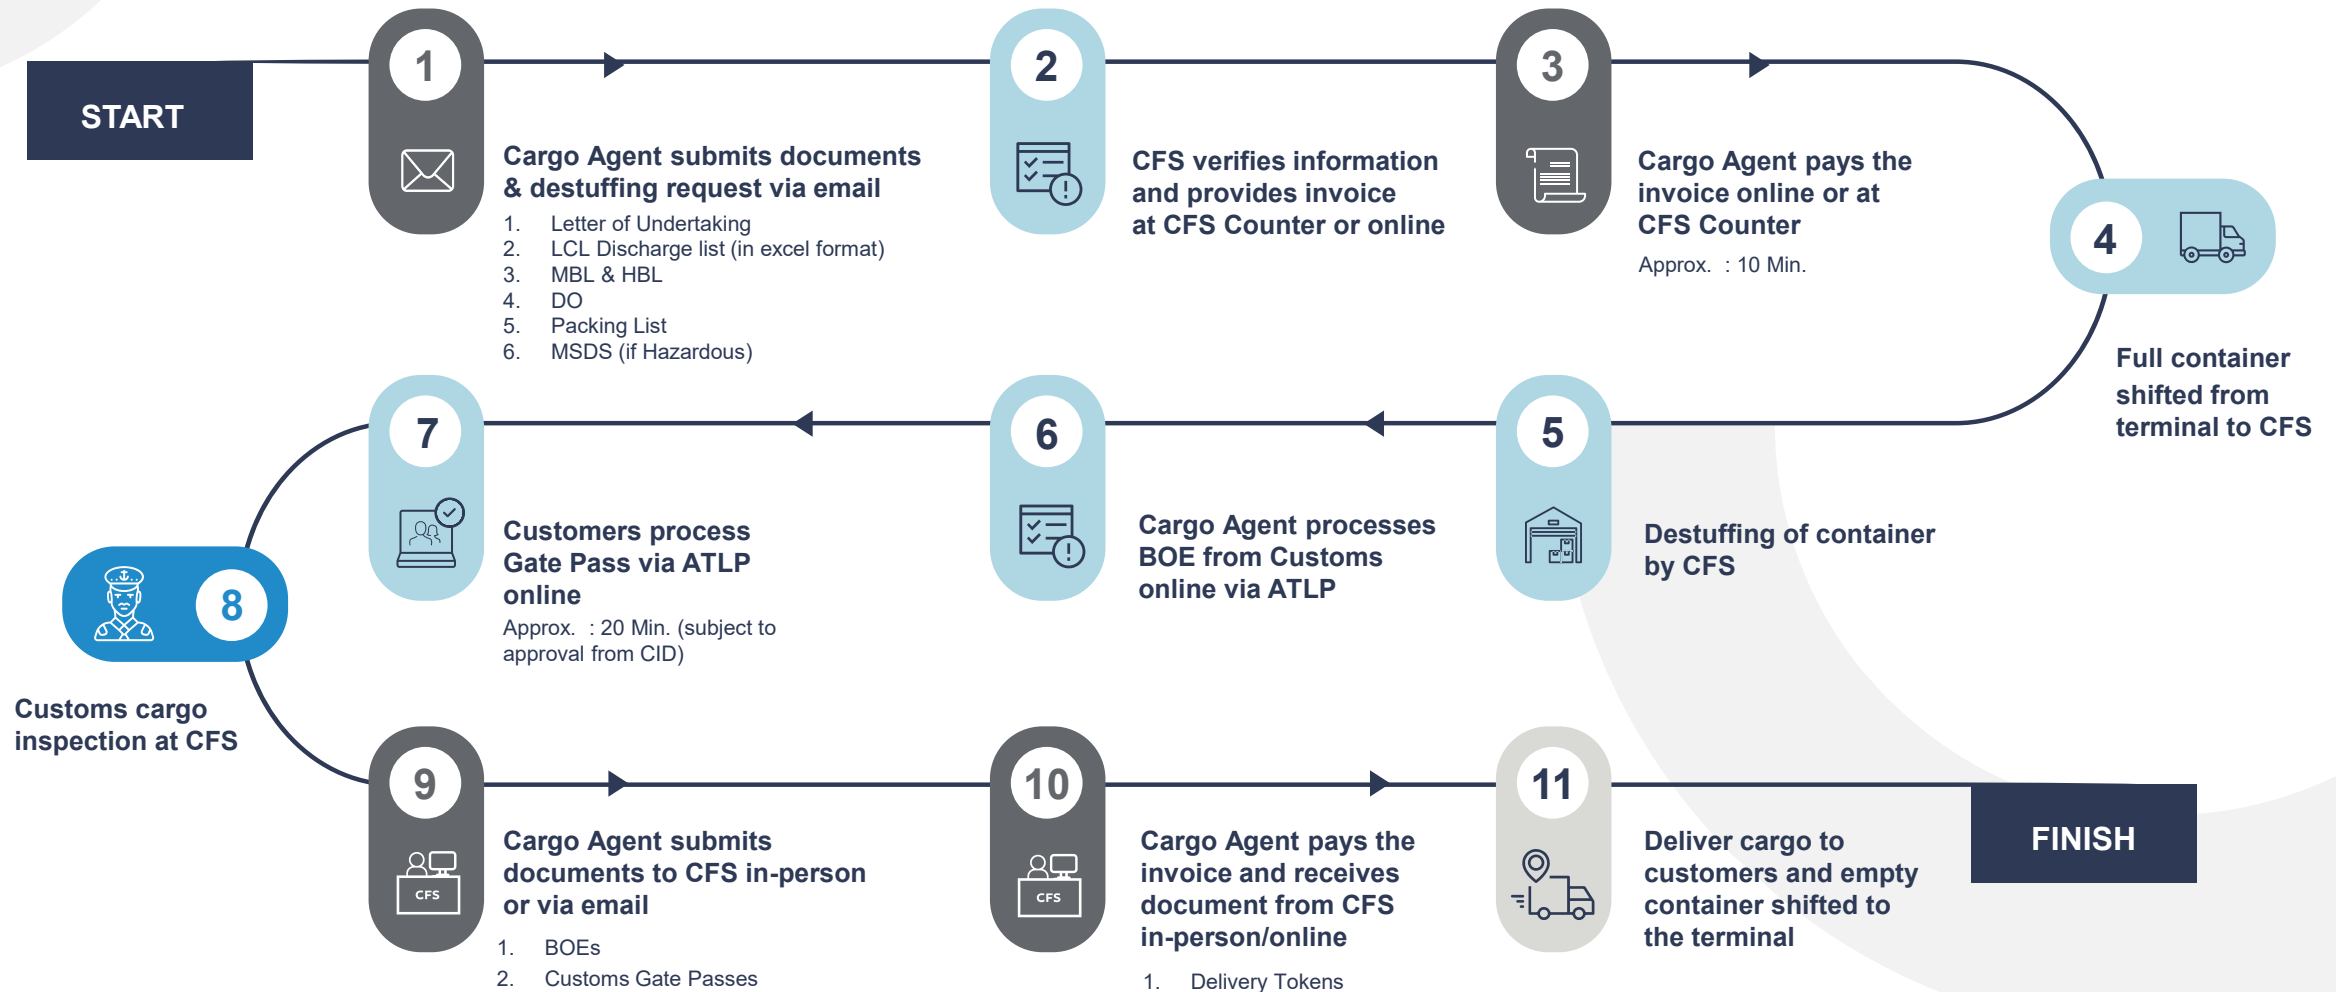 START
1
Cargo Agent submits documents
& destuffing request via email
1. Letter of Undertaking
2. LCL Discharge list (in excel format)
3. MBL & HBL
4. DO
5. Packing List
6. MSDS (if Hazardous)
2
CFS verifies information
and provides invoice
at CFS Counter or online
3
Cargo Agent pays the
invoice online or at
CFS Counter
Approx. : 10 Min.
4
Full container
shifted from
terminal to CFS
5
Destuffing of container
by CFS
6
Cargo Agent processes
BOE from Customs
online via ATLP
7
Customers process
Gate Pass via ATLP
online
Approx. : 20 Min. (subject to
approval from CID)
8
Customs cargo
inspection at CFS
9
CFS
Cargo Agent submits
documents to CFS in-person
or via email
1. BOEs
2. Customs Gate Passes
10
CFS
Cargo Agent pays the
invoice and receives
document from CFS
in-person/online
1. Delivery Tokens
11
Deliver cargo to
customers and empty
container shifted to
the terminal
FINISH